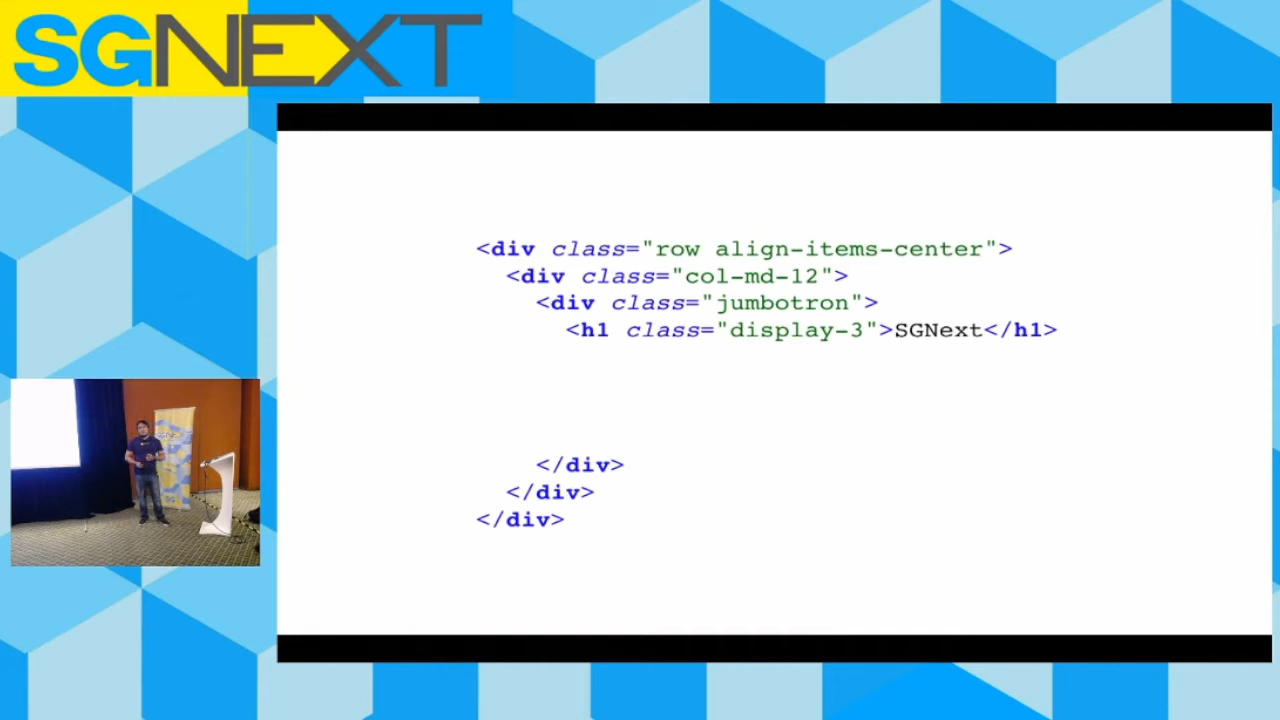 SGNEXT
<div class="row align-items-center">
<div class="col-md-12">
<div class="jumbotron">
<h1 class="display-3">SGNext</h1>
</div>
</div>
</div>
SGNEXT